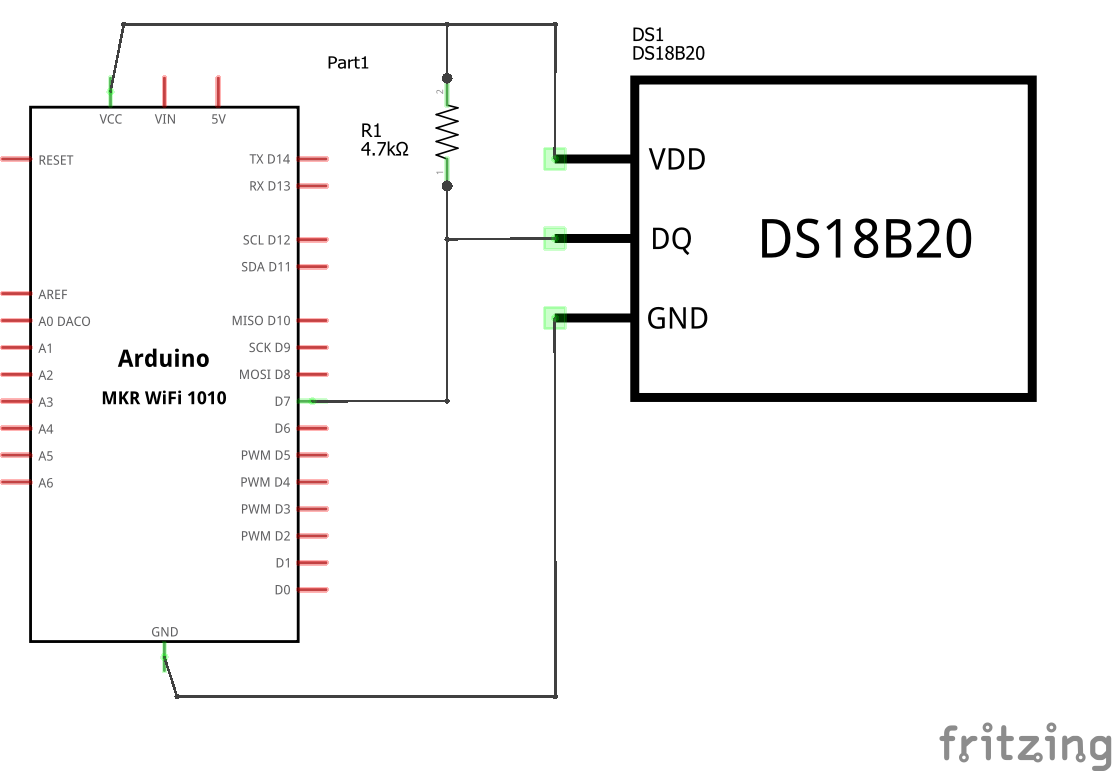 DS1
DS18B20
Part1
2
R1
4.7kΩ
1
VCC
VIN
5V
RESET
TX D14
RX D13
SCL D12
SDA D11
AREF
A0 DAC0
MISO D10
A1
SCK D9
A2
MOSI D8
Arduino
MKR WiFi 1010
A3
D7
A4
D6
A5
PWM D5
A6
PWM D4
PWM D3
PWM D2
D1
D0
GND
VDD
DQ
DS18B20
GND
fritzing